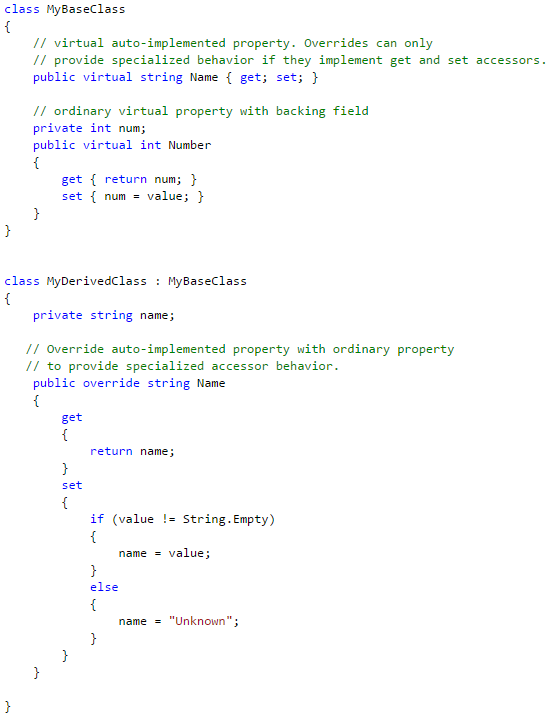 class MyBaseClass
{
    // virtual auto-implemented property. Overrides can only
    // provide specialized behavior if they implement get and set accessors.
    public virtual string Name { get; set; }

    // ordinary virtual property with backing field
    private int num;
    public virtual int Number
    {
        get { return num; }
        set { num = value; }
    }
}


class MyDerivedClass : MyBaseClass
{
    private string name;

   // Override auto-implemented property with ordinary property
   // to provide specialized accessor behavior.
    public override string Name
    {
        get
        {
            return name;
        }
        set
        {
            if (value != String.Empty)
            {
                name = value;
            }
            else
            {
                name = "Unknown";
            }
        }
    }

}